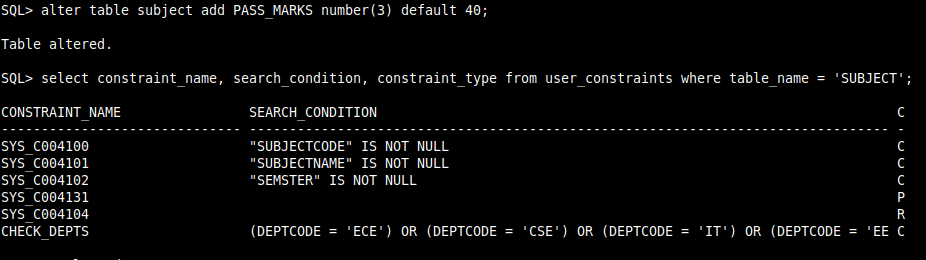 SQL> alter table subject add PASS_MARKS number(3) default 40;
Table altered.
SQL> select constraint_name, search_condition, constraint_type from user_constraints where table_name = 'SUBJECT';
CONSTRAINT_NAME SEARCH_CONDITION C
------------------------------ -------------------------------------------------------------------------------- -
SYS_C004100 "SUBJECTCODE" IS NOT NULL C
SYS_C004101 "SUBJECTNAME" IS NOT NULL C
SYS_C004102 "SEMSTER" IS NOT NULL C
SYS_C004131 P
SYS_C004104 R
CHECK_DEPTS (DEPTCODE = 'ECE') OR (DEPTCODE = 'CSE') OR (DEPTCODE = 'IT') OR (DEPTCODE = 'EE C